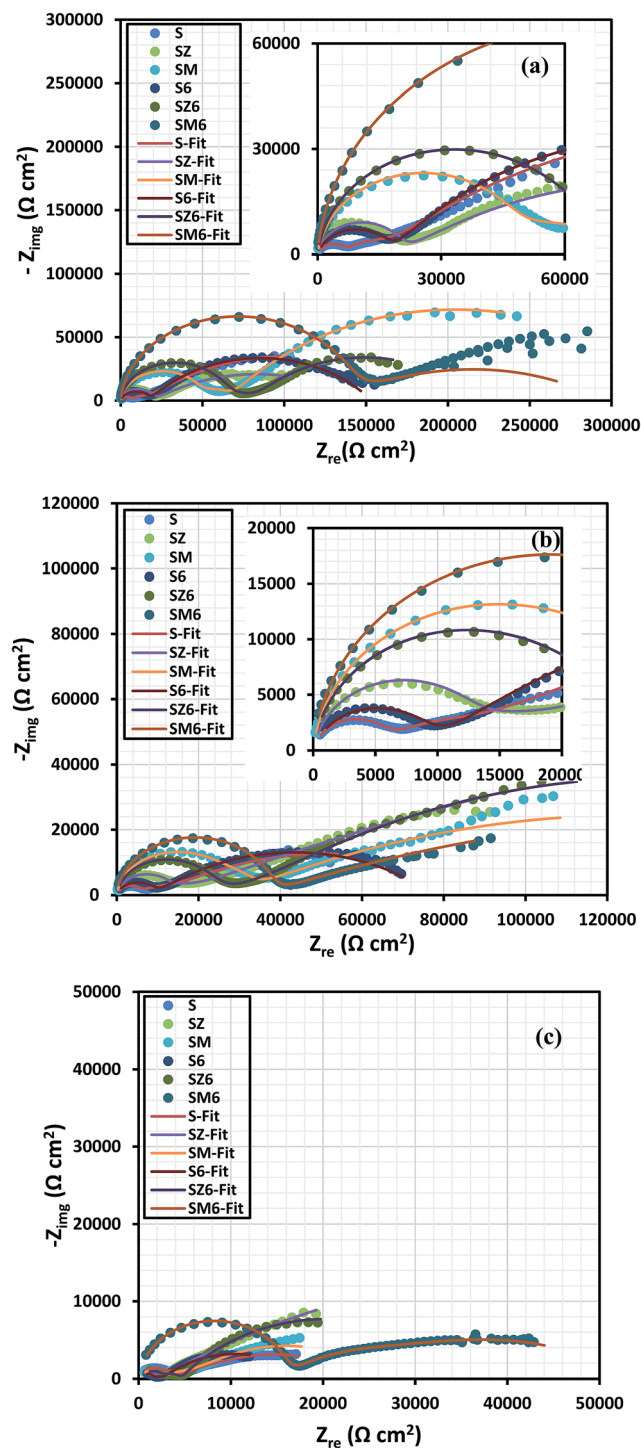 300000
250000
200000
150000
100000
50000
0
- Z_img (Ω cm²)
S
SZ
SM
S6
SZ6
SM6
S-Fit
SZ-Fit
SM-Fit
S6-Fit
SZ6-Fit
SM6-Fit
(a)
60000
30000
0
0 30000 60000
0 50000 100000 150000 200000 250000 300000
Z_re(Ω cm²)
120000
100000
80000
60000
40000
20000
0
-Z_img (Ω cm²)
S
SZ
SM
S6
SZ6
SM6
S-Fit
SZ-Fit
SM-Fit
S6-Fit
SZ6-Fit
SM6-Fit
(b)
20000
15000
10000
5000
0
0 5000 10000 15000 20000
0 20000 40000 60000 80000 100000 120000
Z_re (Ω cm²)
50000
40000
30000
20000
10000
0
-Z_img (Ω cm²)
S
SZ
SM
S6
SZ6
SM6
S-Fit
SZ-Fit
SM-Fit
S6-Fit
SZ6-Fit
SM6-Fit
(c)
0 10000 20000 30000 40000 50000
Z_re (Ω cm²)